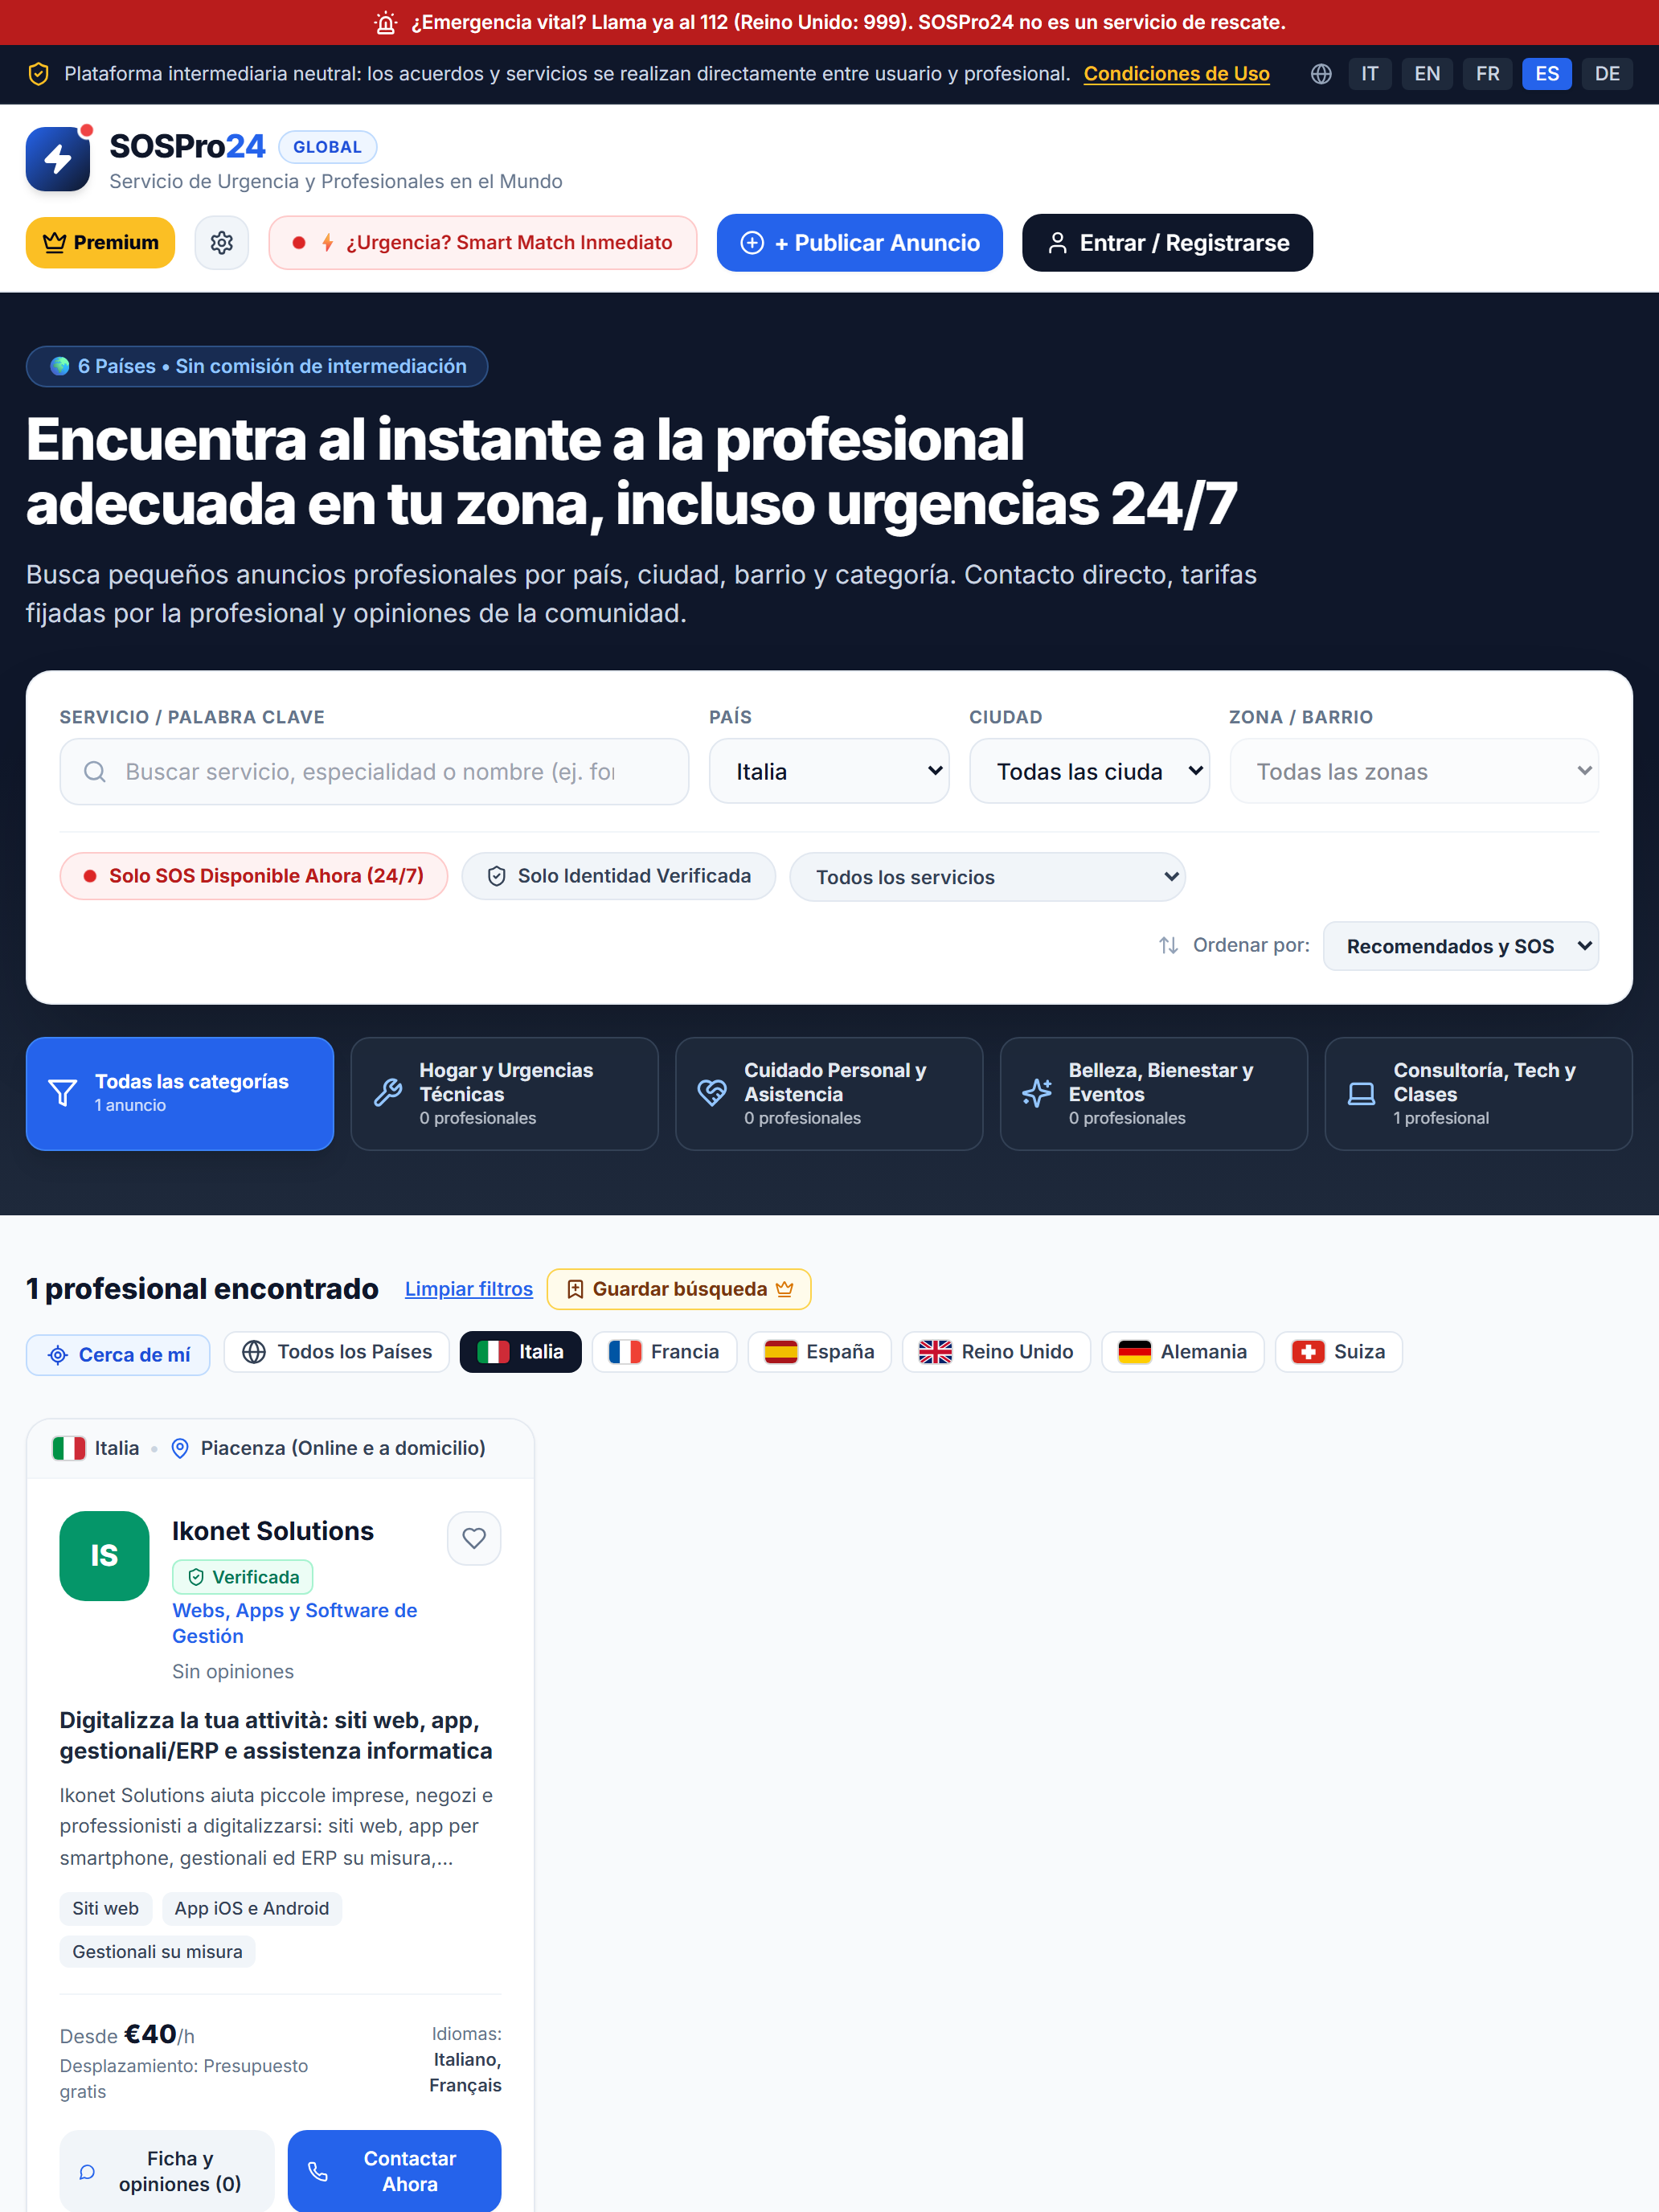 ¿Emergencia vital? Llama ya al 112 (Reino Unido: 999). SOSPro24 no es un servicio de rescate.
Plataforma intermediaria neutral: los acuerdos y servicios se realizan directamente entre usuario y profesional. Condiciones de Uso
IT EN FR ES DE
SOSPro24 GLOBAL
Servicio de Urgencia y Profesionales en el Mundo
Premium
¿Urgencia? Smart Match Inmediato
+ Publicar Anuncio
Entrar / Registrarse
6 Países • Sin comisión de intermediación
Encuentra al instante a la profesional
adecuada en tu zona, incluso urgencias 24/7
Busca pequeños anuncios profesionales por país, ciudad, barrio y categoría. Contacto directo, tarifas
fijadas por la profesional y opiniones de la comunidad.
SERVICIO / PALABRA CLAVE
PAÍS
CIUDAD
ZONA / BARRIO
Buscar servicio, especialidad o nombre (ej.
Italia
Todas las ciuda
Todas las zonas
Solo SOS Disponible Ahora (24/7)
Solo Identidad Verificada
Todos los servicios
Ordenar por:
Recomendados y SOS
Todas las categorías
1 anuncio
Hogar y Urgencias
Técnicas
0 profesionales
Cuidado Personal y
Asistencia
0 profesionales
Belleza, Bienestar y
Eventos
0 profesionales
Consultoría, Tech y
Clases
1 profesional
1 profesional encontrado
Limpiar filtros
Guardar búsqueda
Cerca de mí
Todos los Países
Italia
Francia
España
Reino Unido
Alemania
Suiza
Italia • Piacenza (Online e a domicilio)
IS
Ikonet Solutions
Verificada
Webs, Apps y Software de
Gestión
Sin opiniones
Digitalizza la tua attività: siti web, app,
gestionali/ERP e assistenza informatica
Ikonet Solutions aiuta piccole imprese, negozi e
professionisti a digitalizzarsi: siti web, app per
smartphone, gestionali ed ERP su misura,...
Siti web
App iOS e Android
Gestionali su misura
Desde €40/h
Desplazamiento: Presupuesto
gratis
Idiomas:
Italiano,
Français
Ficha y
opiniones (0)
Contactar
Ahora